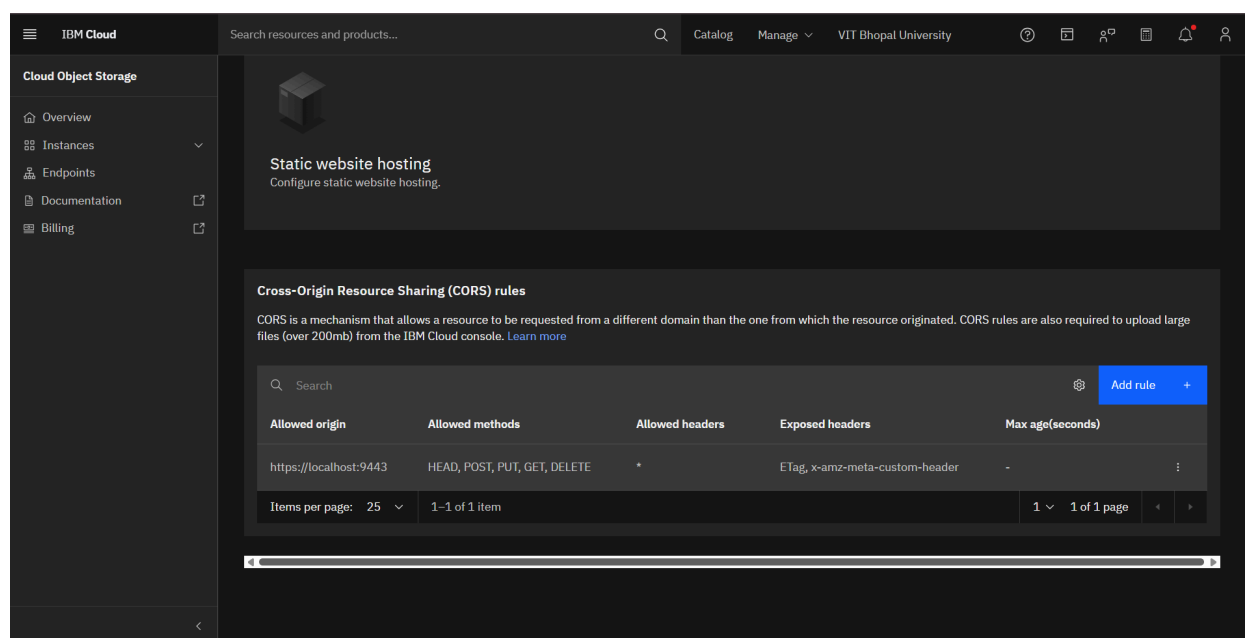 IBM Cloud
Search resources and products...
Catalog
Manage
VIT Bhopal University
Cloud Object Storage
Overview
Instances
Endpoints
Documentation
Billing
Static website hosting
Configure static website hosting.
Cross-Origin Resource Sharing (CORS) rules
CORS is a mechanism that allows a resource to be requested from a different domain than the one from which the resource originated. CORS rules are also required to upload large
files (over 200mb) from the IBM Cloud console. Learn more
Search
Add rule +
Allowed origin Allowed methods Allowed headers Exposed headers Max age(seconds)
https://localhost:9443 HEAD, POST, PUT, GET, DELETE * ETag, x-amz-meta-custom-header -
Items per page: 25 1–1 of 1 item 1 1 of 1 page